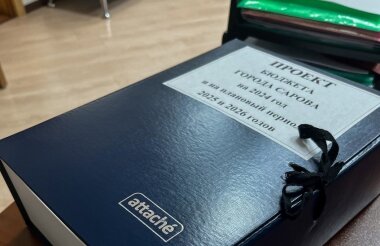 ПРОЕКТ
БЮДЖЕТА
ГОРОДА САРОВА
на 2024 год
и на плановый период
2025 и 2026 годов
attaché